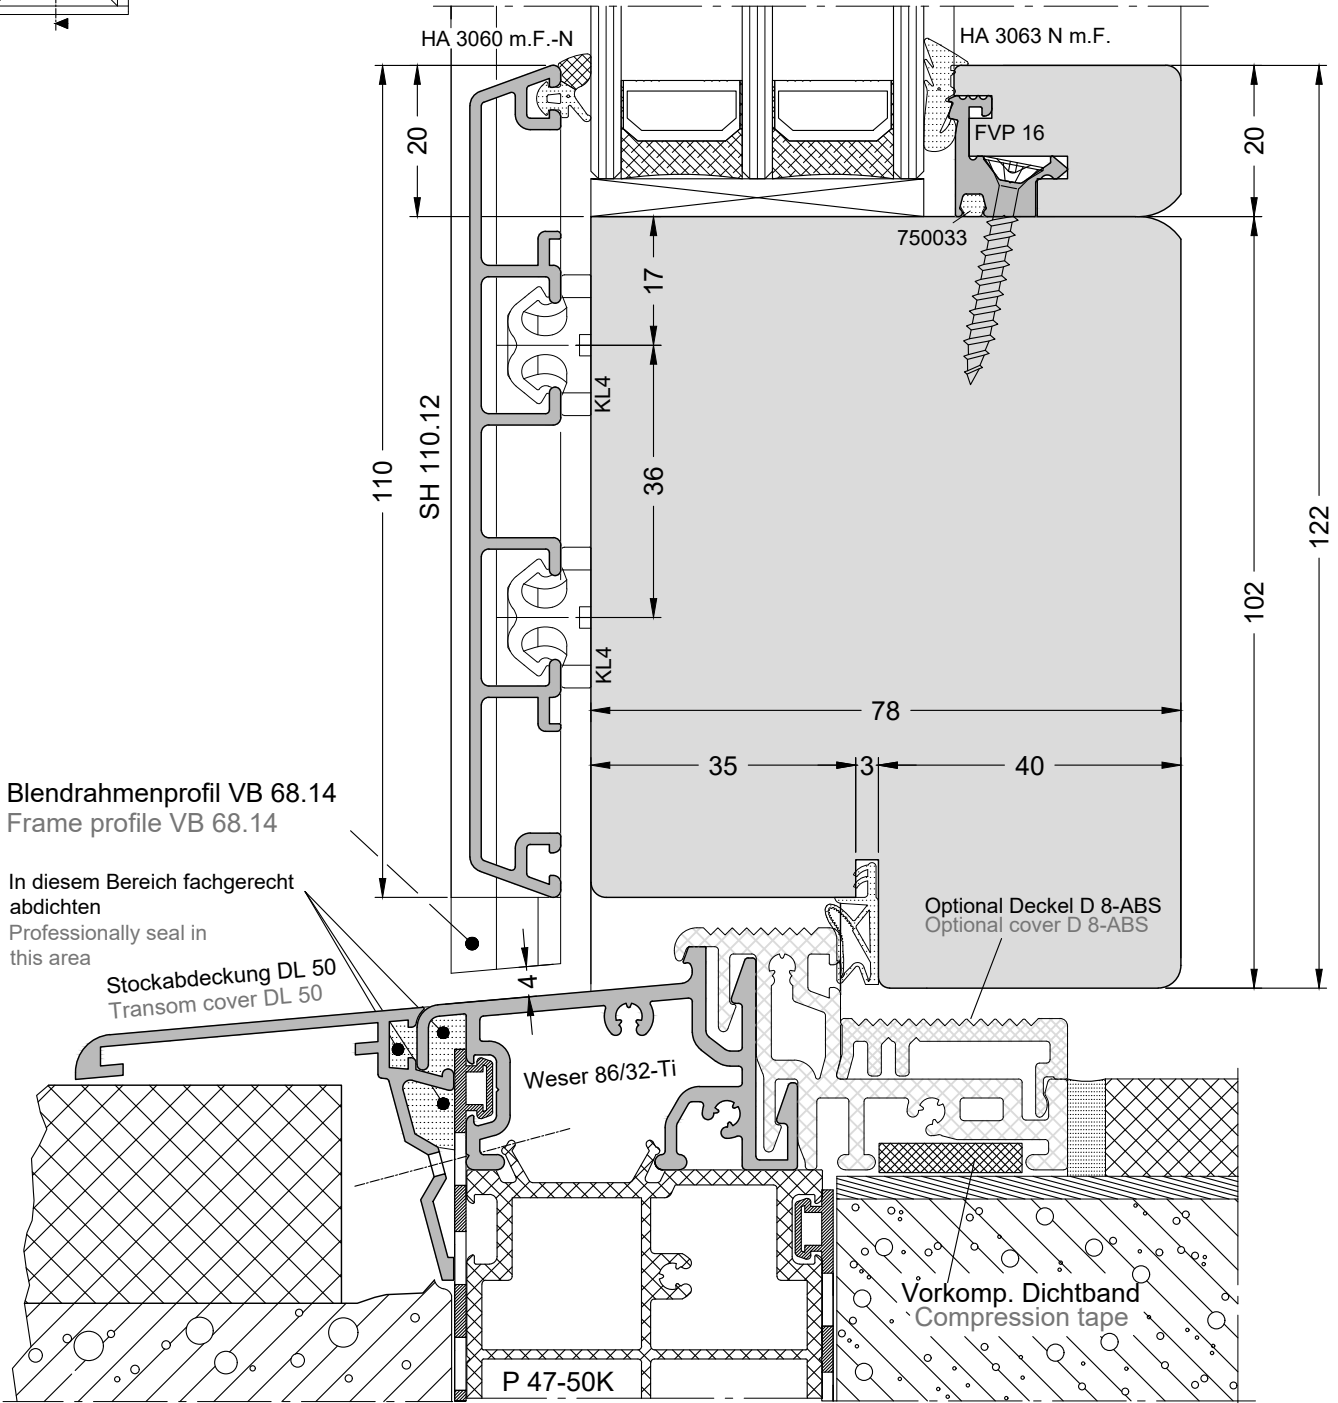 HA 3060 m.F.-N
HA 3063 N m.F.
FVP 16
20
20
750033
17
KL4
SH 110.12
110
36
122
102
KL4
78
35
3
40
Blendrahmenprofil VB 68.14
Frame profile VB 68.14
In diesem Bereich fachgerecht
abdichten
Professionally seal in
this area
Optional Deckel D 8-ABS
Optional cover D 8-ABS
Stockabdeckung DL 50
Transom cover DL 50
4
Weser 86/32-Ti
Vorkomp. Dichtband
Compression tape
P 47-50K